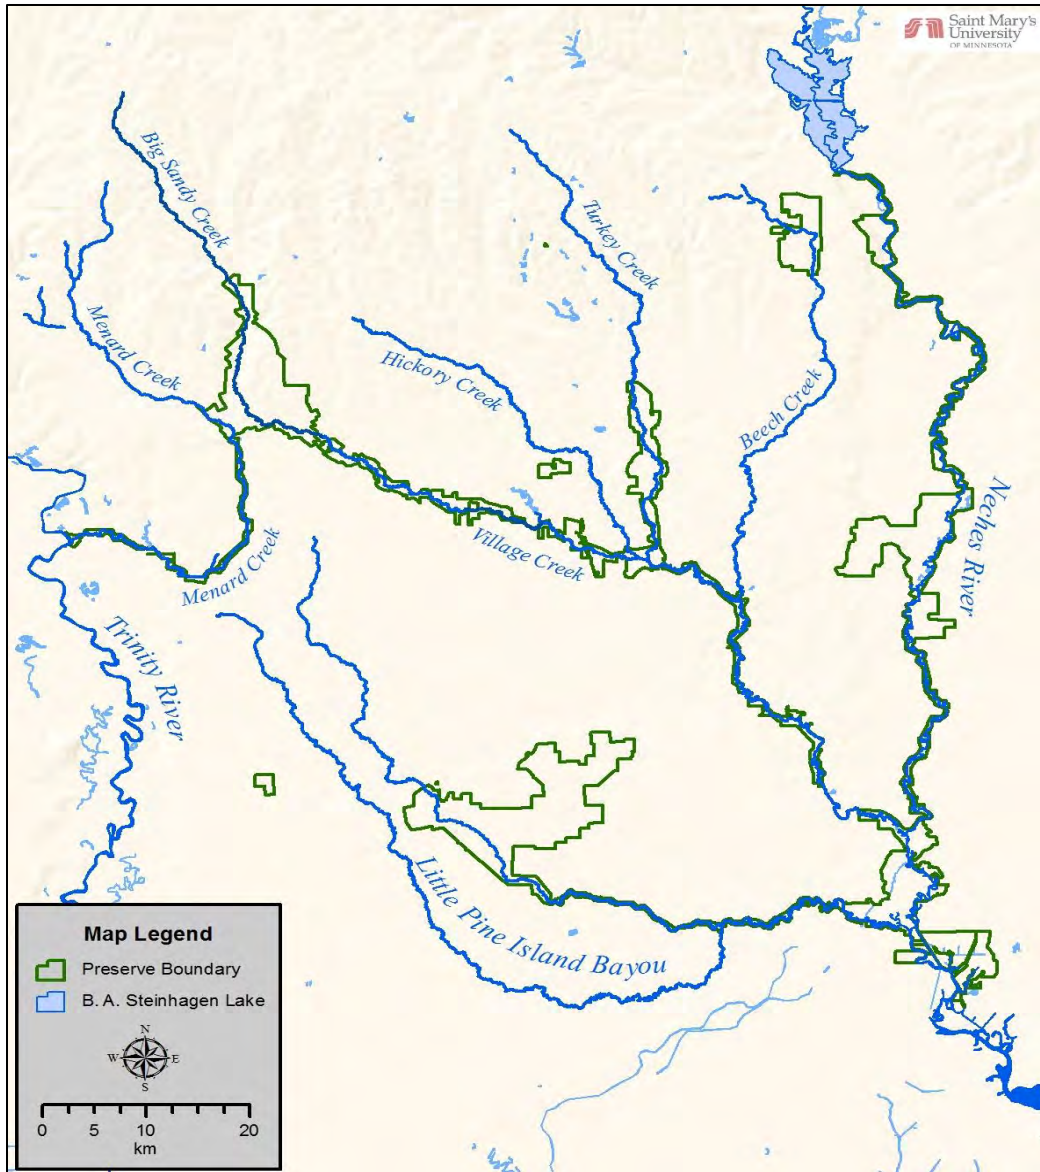 Saint Mary's
University
OF MINNESOTA
Big Sandy Creek
Turkey Creek
Menard Creek
Hickory Creek
Beech Creek
Neches River
Village Creek
Menard Creek
Trinity River
Little Pine Island Bayou
Map Legend
Preserve Boundary
B. A. Steinhagen Lake
N
W E
S
0 5 10 20
km